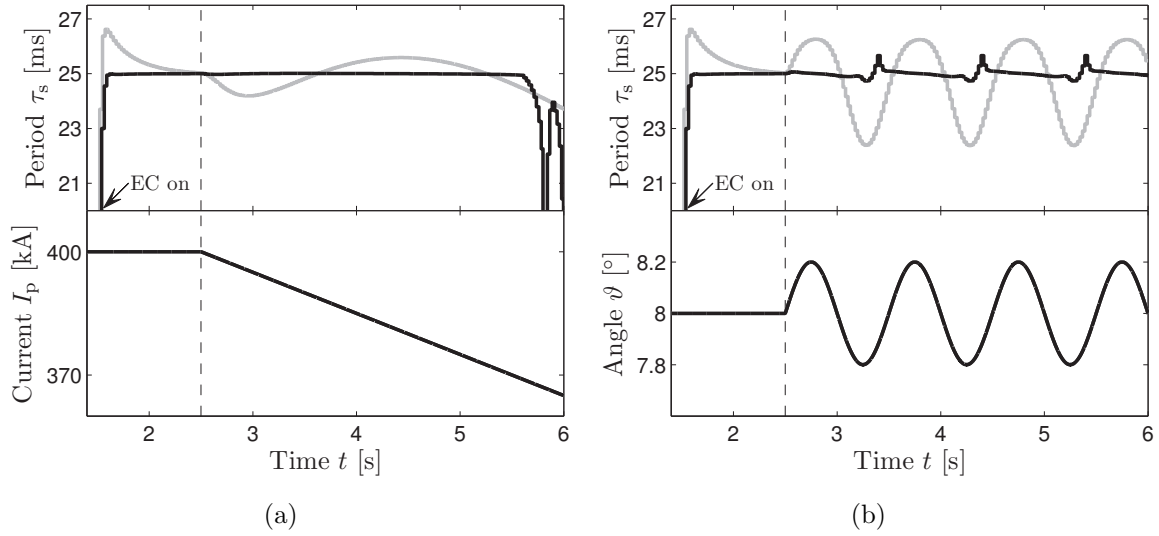 Period τs [ms]
27
25
23
21
EC on
Current Ip [kA]
400
370
2 3 4 5 6
Time t [s]
(a)
Period τs [ms]
27
25
23
21
EC on
Angle ϑ [°]
8.2
8
7.8
2 3 4 5 6
Time t [s]
(b)